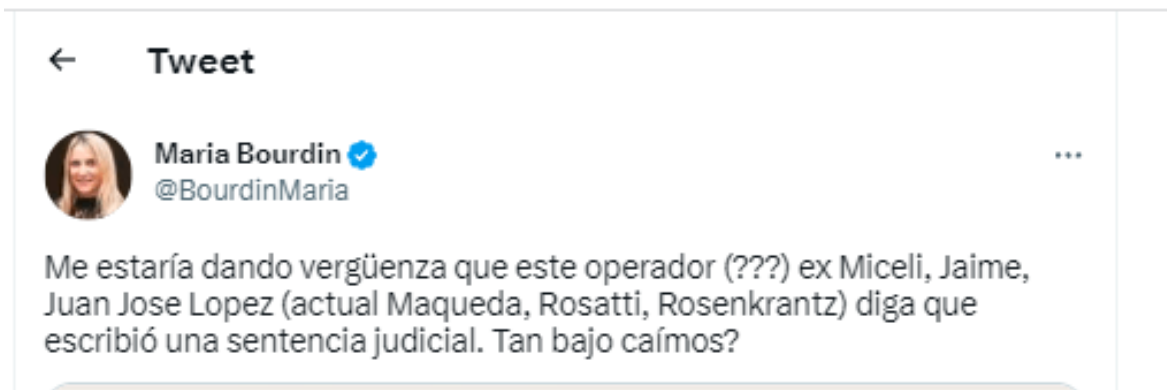 Tweet
Maria Bourdin
@BourdinMaria
Me estaría dando vergüenza que este operador (???) ex Miceli, Jaime,
Juan Jose Lopez (actual Maqueda, Rosatti, Rosenkrantz) diga que
escribió una sentencia judicial. Tan bajo caímos?